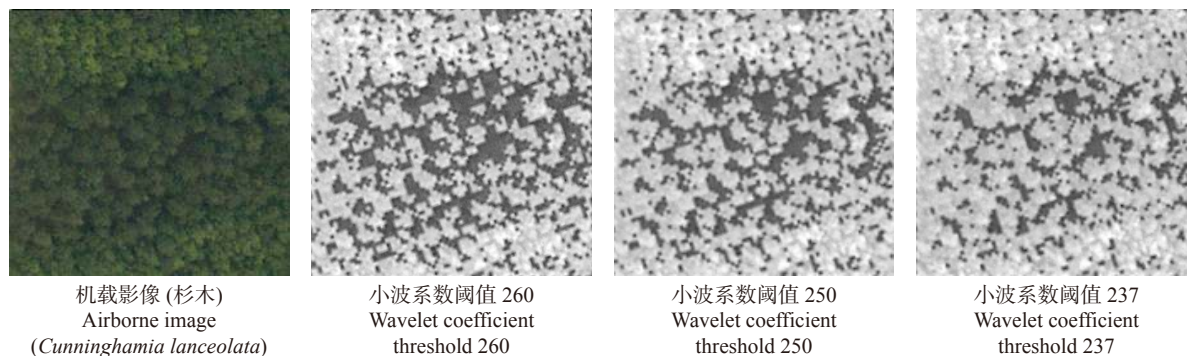 机载影像 (杉木)
Airborne image
(Cunninghamia lanceolata)
小波系数阈值 260
Wavelet coefficient
threshold 260
小波系数阈值 250
Wavelet coefficient
threshold 250
小波系数阈值 237
Wavelet coefficient
threshold 237